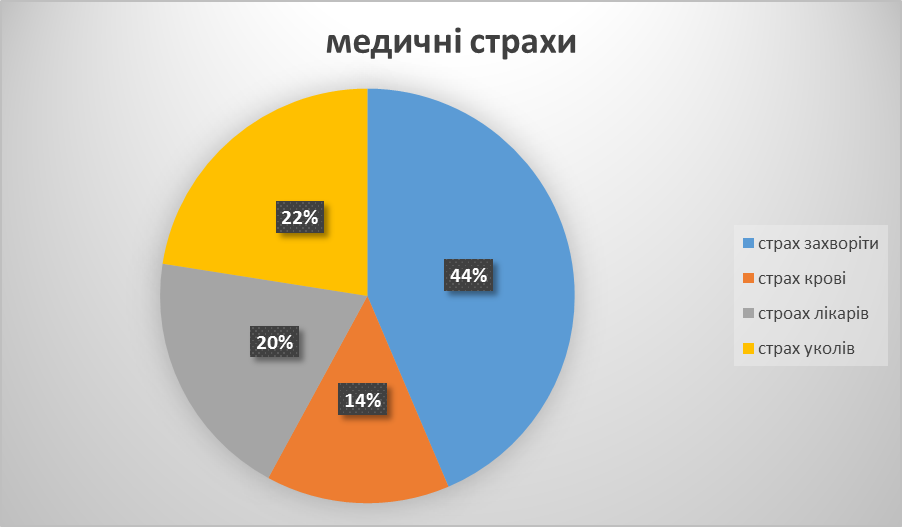 медичні страхи
22%
44%
20%
14%
страх захворіти
страх крові
строах лікарів
страх уколів